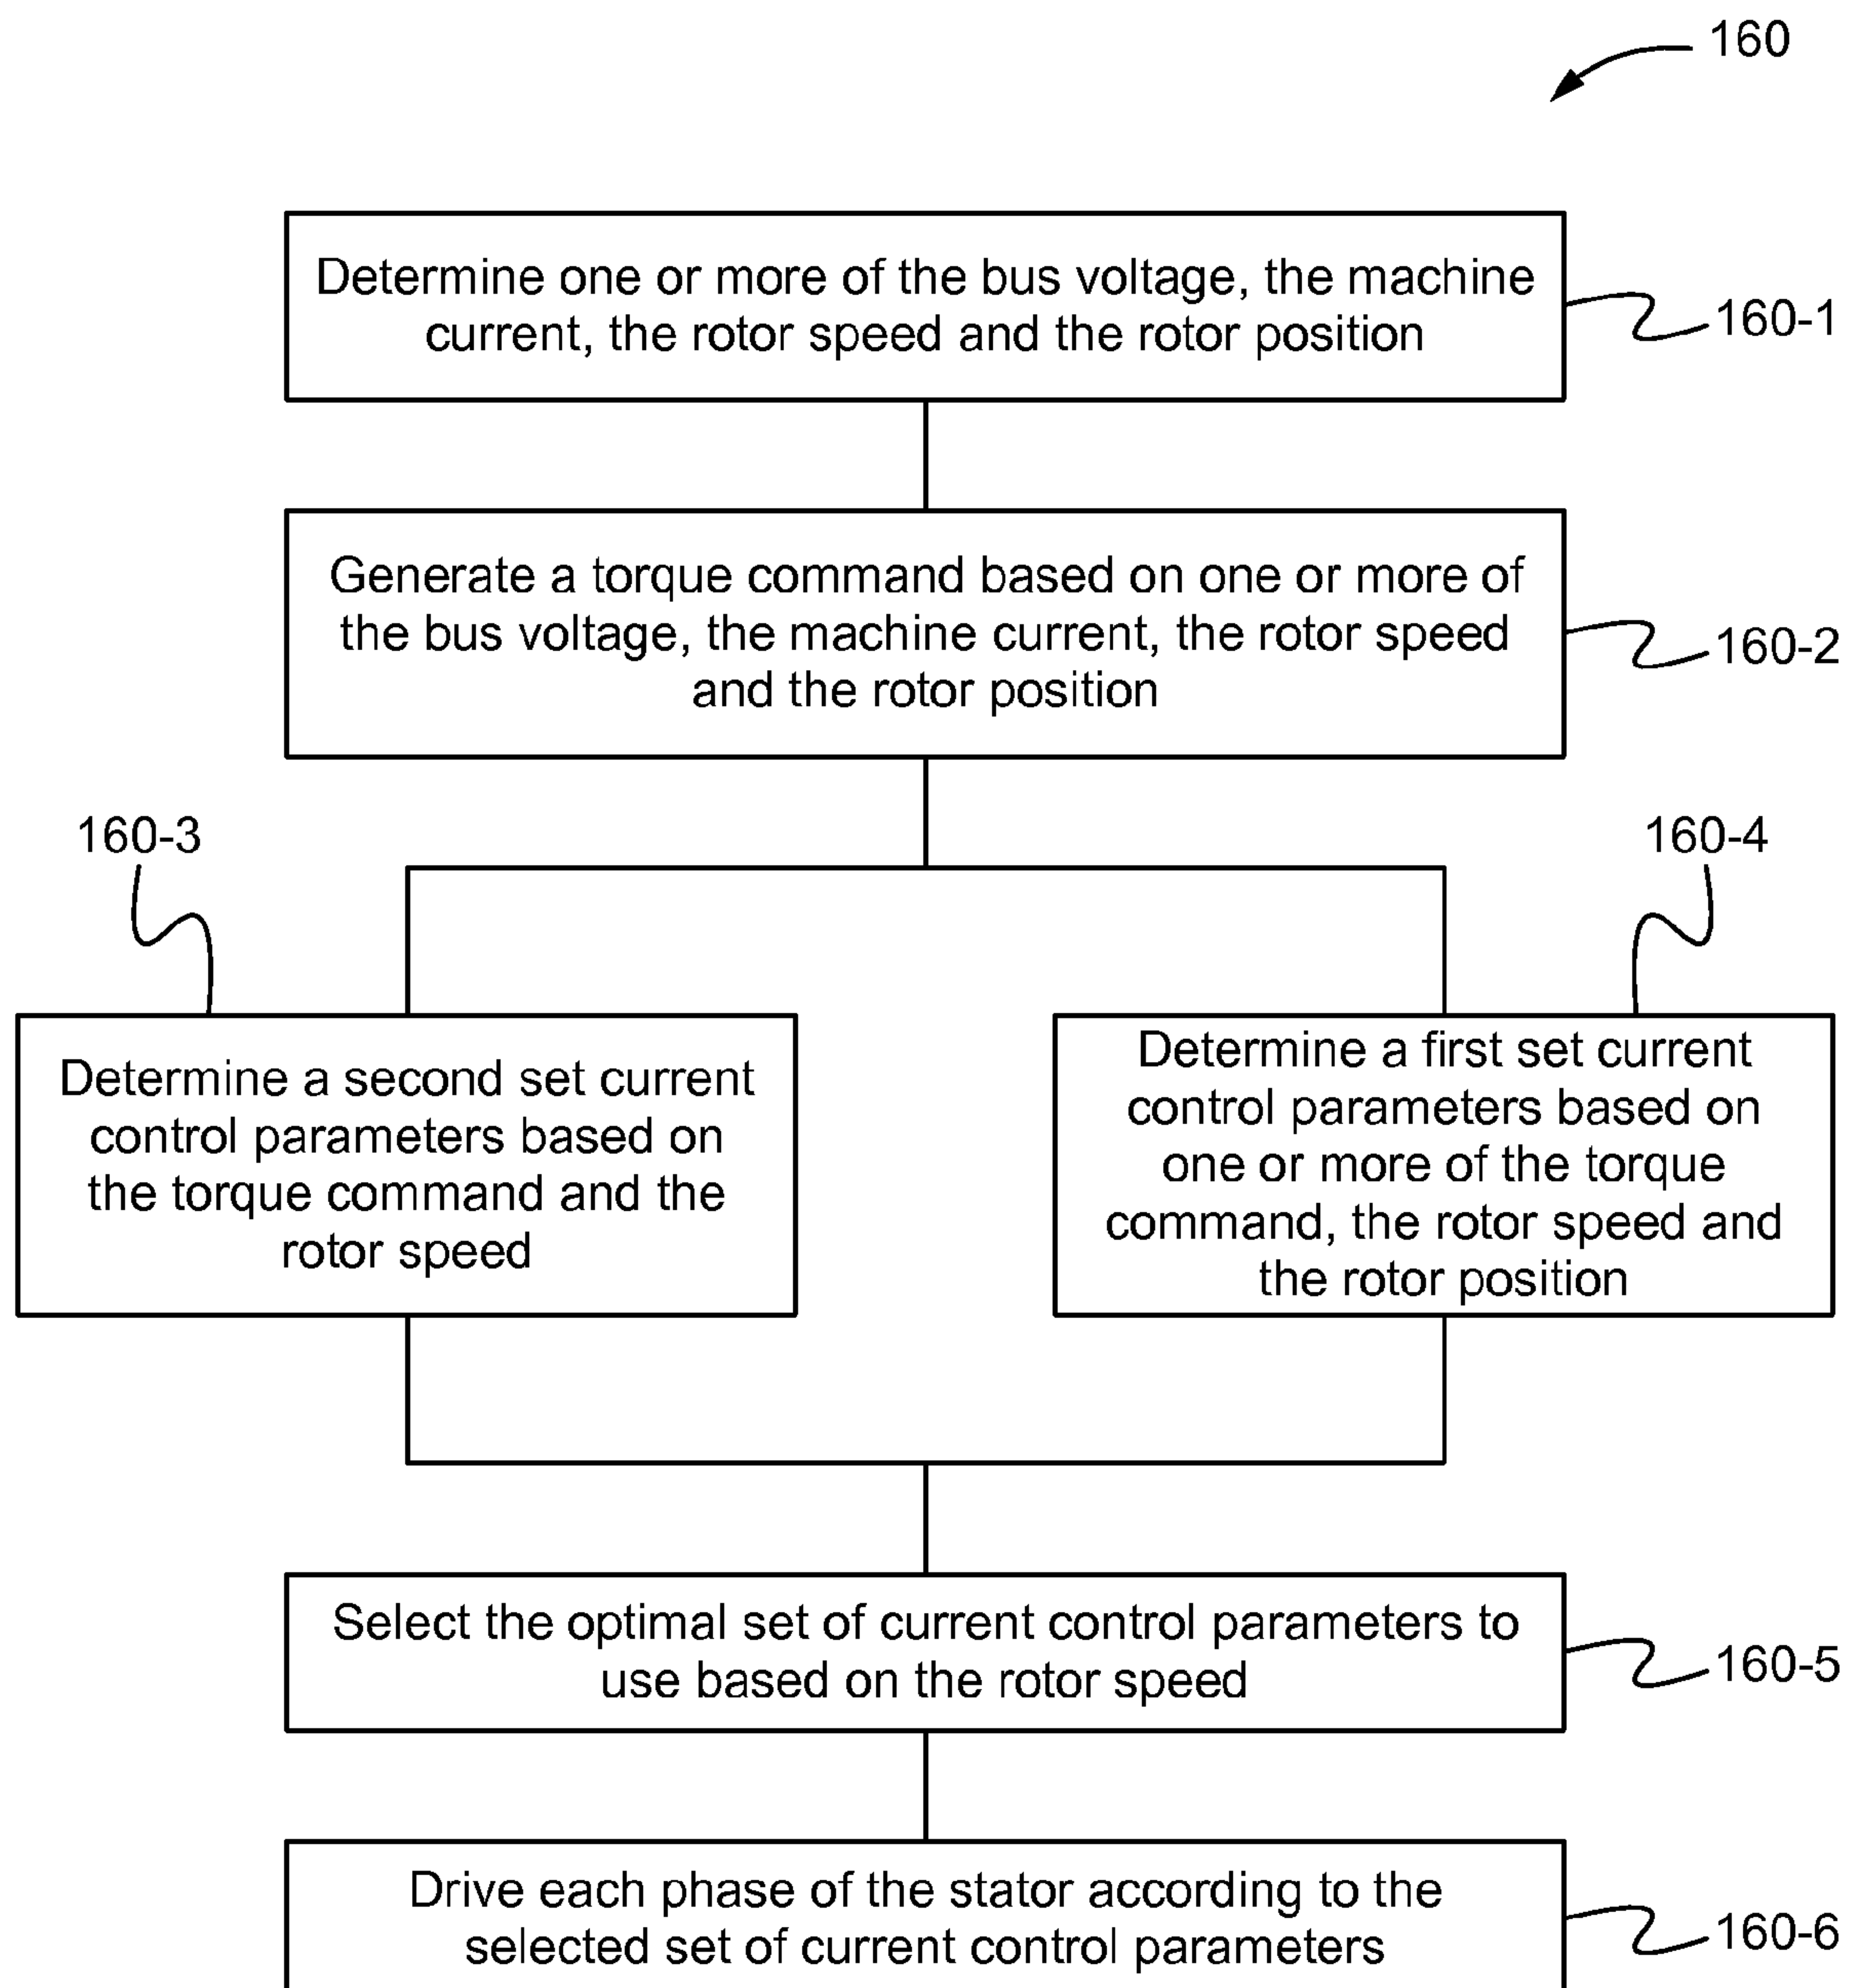 160
Determine one or more of the bus voltage, the machine
current, the rotor speed and the rotor position
160-1
Generate a torque command based on one or more of
the bus voltage, the machine current, the rotor speed
and the rotor position
160-2
160-3
160-4
Determine a second set current
control parameters based on
the torque command and the
rotor speed
Determine a first set current
control parameters based on
one or more of the torque
command, the rotor speed and
the rotor position
Select the optimal set of current control parameters to
use based on the rotor speed
160-5
Drive each phase of the stator according to the
selected set of current control parameters
160-6